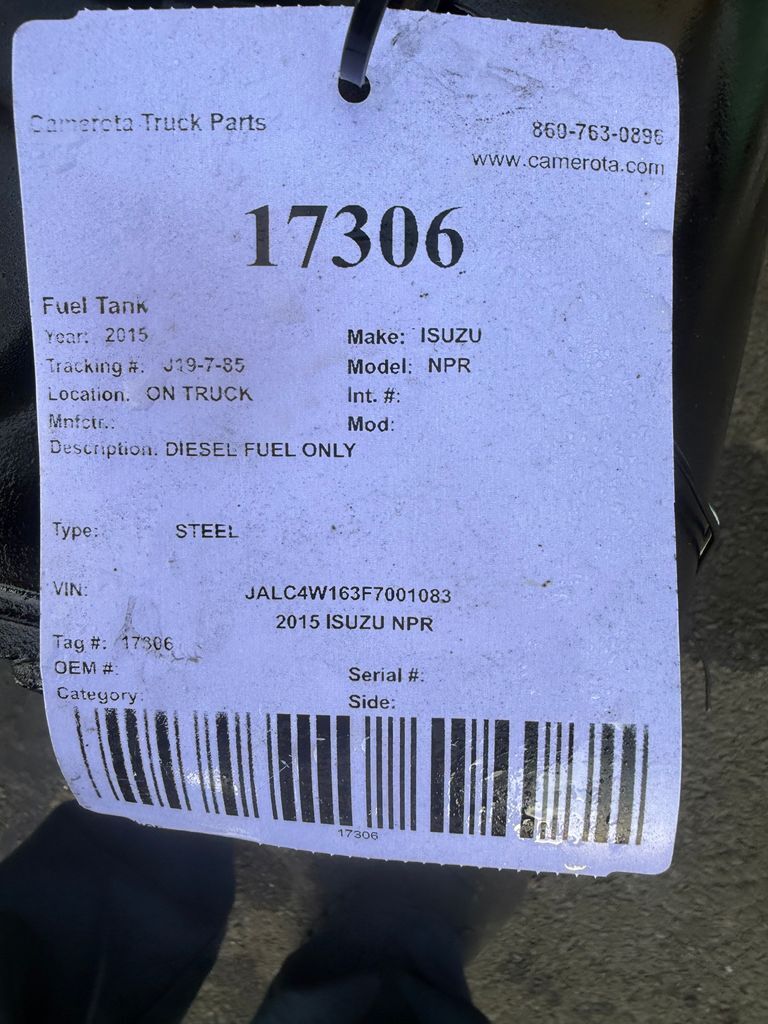 Camerota Truck Parts 860-763-0896
www.camerota.com
17306
Fuel Tank
Year: 2015 Make: ISUZU
Tracking #: J19-7-85 Model: NPR
Location: ON TRUCK Int. #:
Mnfctr.: Mod:
Description: DIESEL FUEL ONLY
Type: STEEL
VIN: JALC4W163F7001083
2015 ISUZU NPR
Tag #: 17306
OEM #: Serial #:
Category: Side:
17306